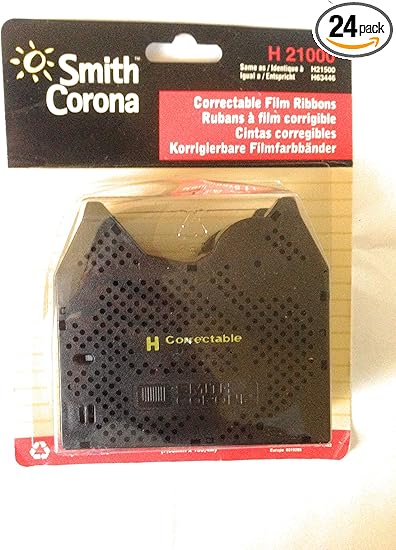 24 pack
Smith
Corona™
H 21000
Same as / Identique à H21500
Igual a / Entspricht H63446
Correctable Film Ribbons
Rubans à film corrigible
Cintas corregibles
Korrigierbare Filmfarbbänder
H Correctable
SMITH
CORONA